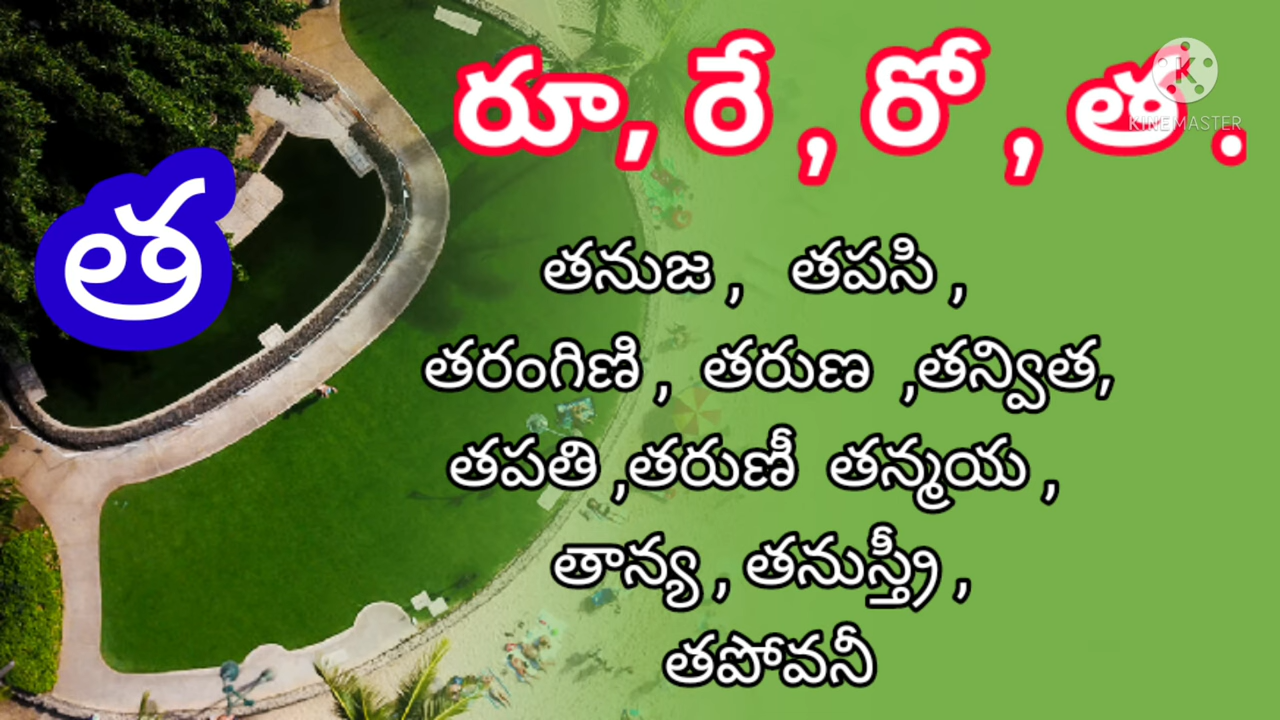 రూ, రే , రో , త .
KINEMASTER
త
తనుజ , తపసి ,
తరంగిణి , తరుణ ,తన్విత,
తపతి ,తరుణీ తన్మయ ,
తాన్య , తనుస్త్రీ ,
తపోవనీ